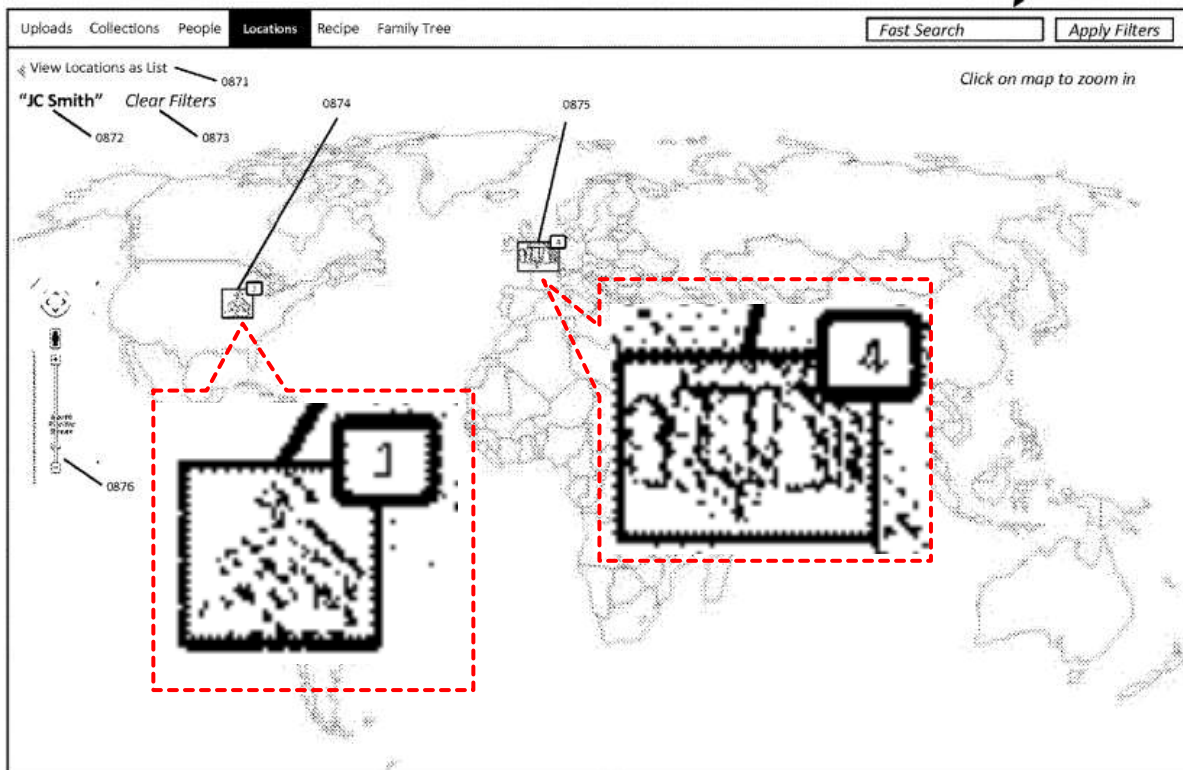 Uploads Collections People Locations Recipe Family Tree Fast Search Apply Filters
View Locations as List
0871
Click on map to zoom in
"JC Smith" Clear Filters
0874
0875
0872
0873
4
1
4
1
0876